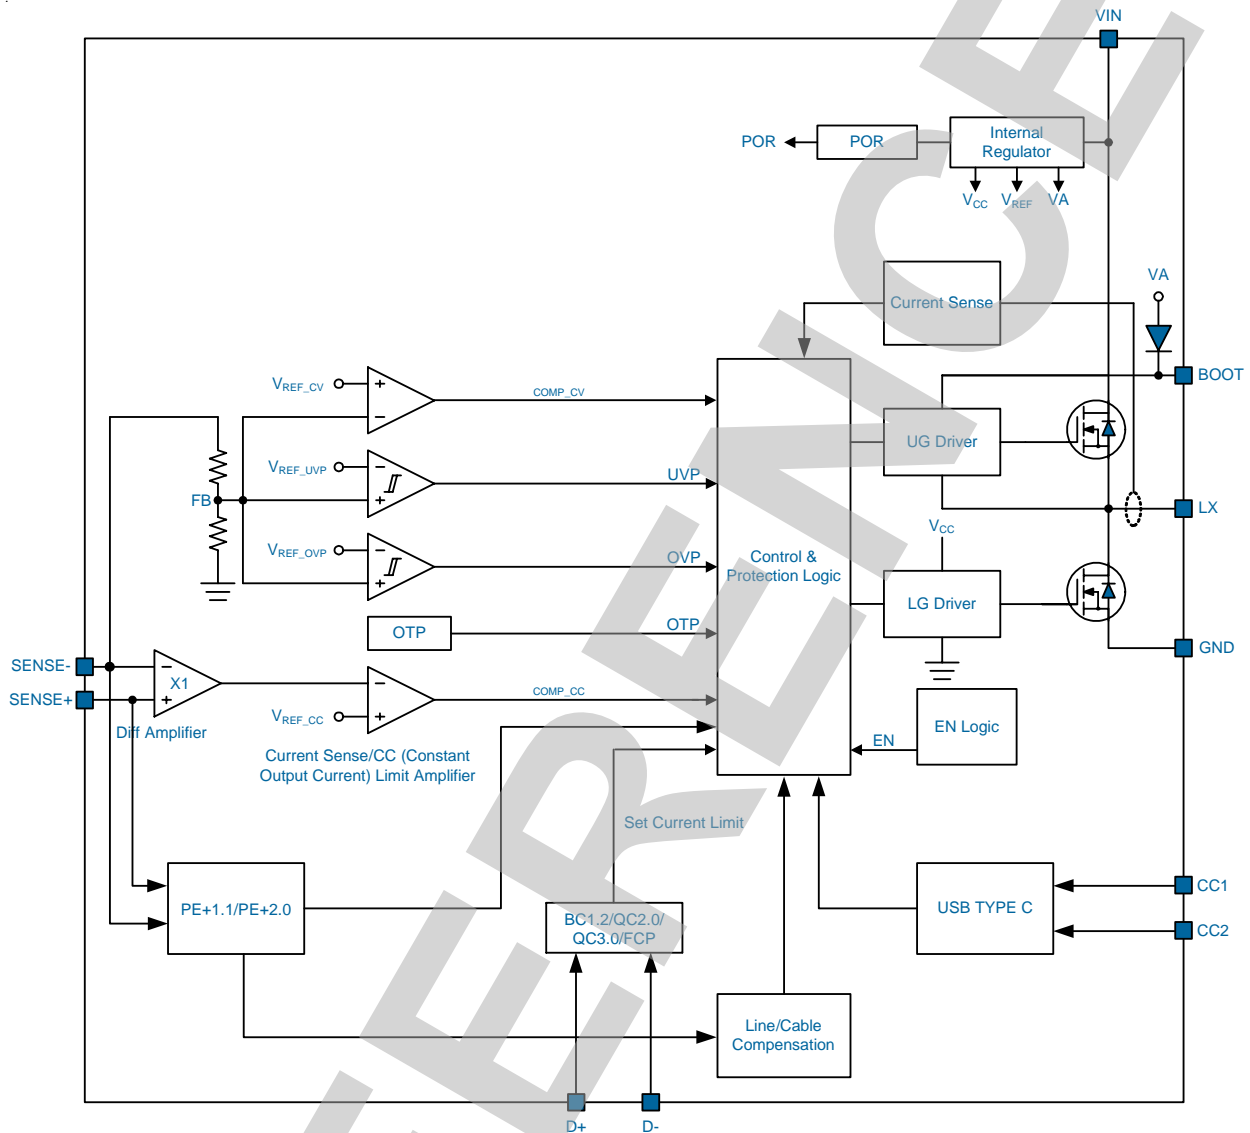 VIN
POR
POR
Internal
Regulator
VCC
VREF
VA
VA
Current Sense
BOOT
VREF_CV
+
−
COMP_CV
UG Driver
VREF_UVP
−
+
UVP
FB
LX
VCC
VREF_OVP
−
+
OVP
Control &
Protection Logic
LG Driver
OTP
OTP
GND
SENSE-
−
X1
SENSE+
+
Diff Amplifier
−
COMP_CC
VREF_CC
+
Current Sense/CC (Constant
Output Current) Limit Amplifier
EN
EN Logic
Set Current Limit
PE+1.1/PE+2.0
BC1.2/QC2.0/
QC3.0/FCP
USB TYPE C
CC1
CC2
Line/Cable
Compensation
D+
D-
ERENCE